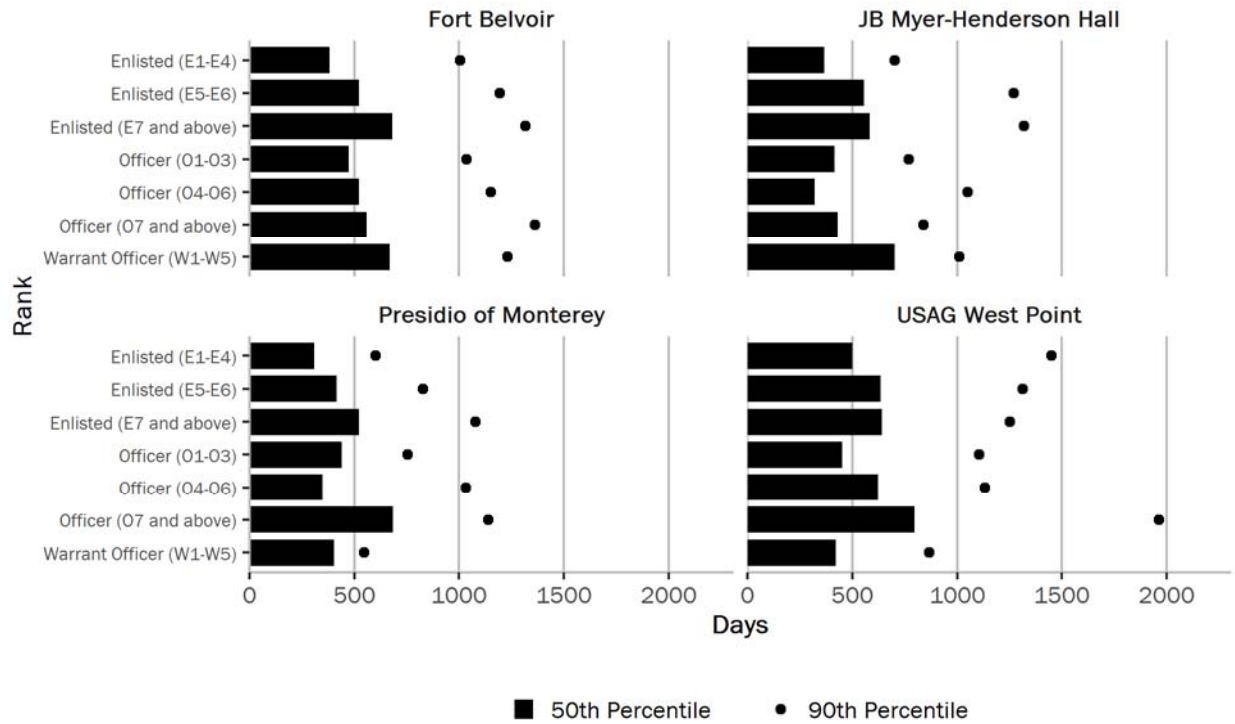 Fort Belvoir
JB Myer-Henderson Hall
Enlisted (E1-E4)
Enlisted (E5-E6)
Enlisted (E7 and above)
Officer (O1-O3)
Officer (O4-O6)
Officer (O7 and above)
Warrant Officer (W1-W5)
Rank
Presidio of Monterey
USAG West Point
Enlisted (E1-E4)
Enlisted (E5-E6)
Enlisted (E7 and above)
Officer (O1-O3)
Officer (O4-O6)
Officer (O7 and above)
Warrant Officer (W1-W5)
0 500 1000 1500 2000
0 500 1000 1500 2000
Days
50th Percentile
90th Percentile